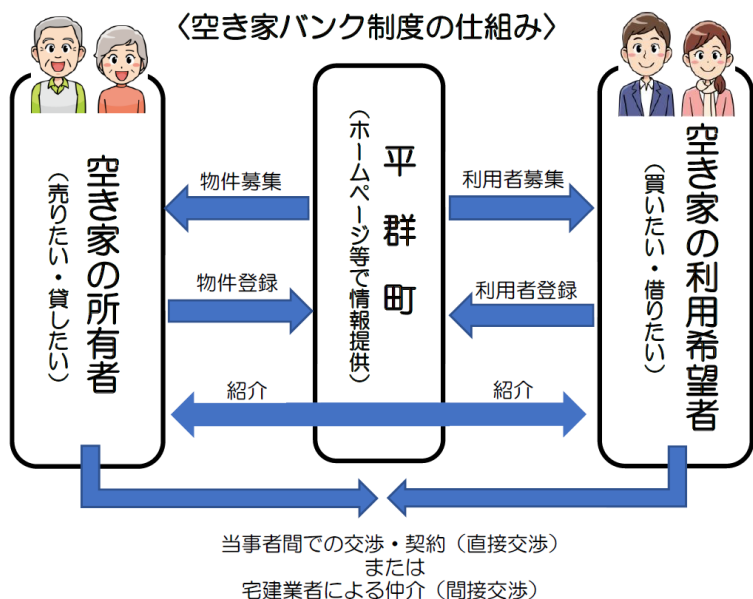 〈空き家バンク制度の仕組み〉
空き家の所有者
(売りたい・貸したい)
物件募集
物件登録
平群町
(ホームページ等で情報提供)
利用者募集
利用者登録
紹介
紹介
空き家の利用希望者
(買いたい・借りたい)
当事者間での交渉・契約（直接交渉）
または
宅建業者による仲介（間接交渉）